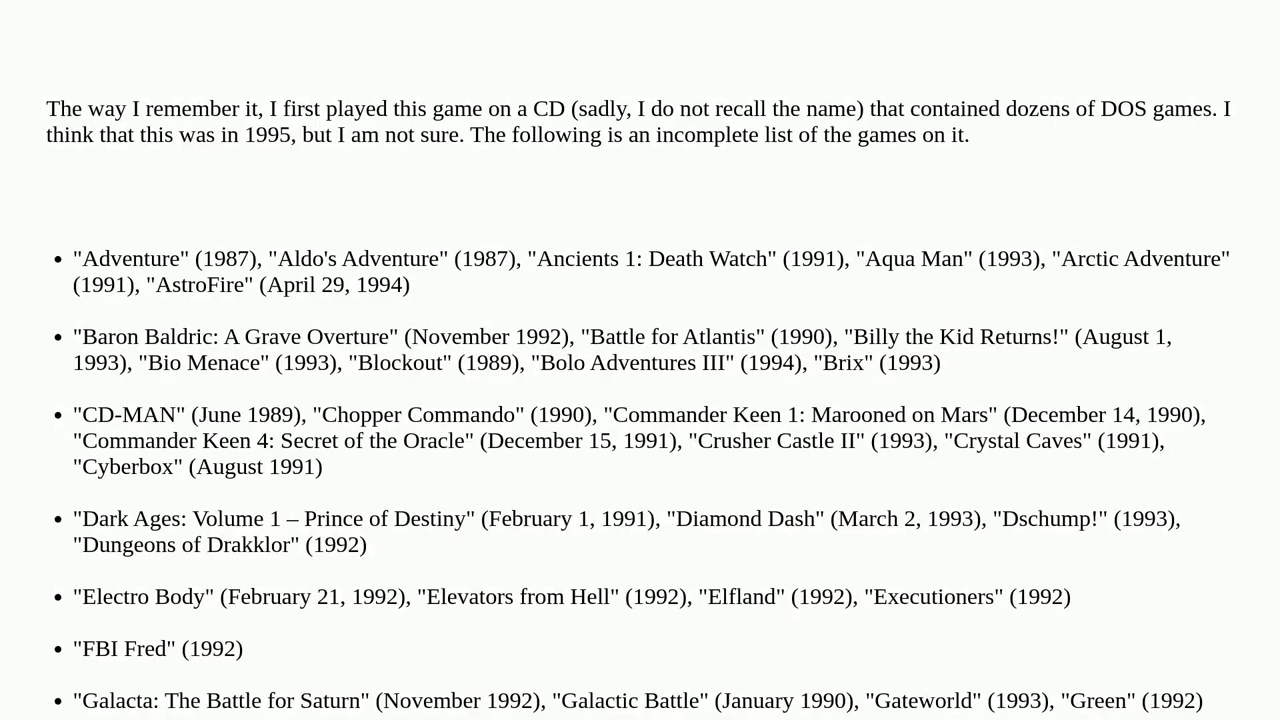 The way I remember it, I first played this game on a CD (sadly, I do not recall the name) that contained dozens of DOS games. I
think that this was in 1995, but I am not sure. The following is an incomplete list of the games on it.
• "Adventure" (1987), "Aldo's Adventure" (1987), "Ancients 1: Death Watch" (1991), "Aqua Man" (1993), "Arctic Adventure"
(1991), "AstroFire" (April 29, 1994)
• "Baron Baldric: A Grave Overture" (November 1992), "Battle for Atlantis" (1990), "Billy the Kid Returns!" (August 1,
1993), "Bio Menace" (1993), "Blockout" (1989), "Bolo Adventures III" (1994), "Brix" (1993)
• "CD-MAN" (June 1989), "Chopper Commando" (1990), "Commander Keen 1: Marooned on Mars" (December 14, 1990),
"Commander Keen 4: Secret of the Oracle" (December 15, 1991), "Crusher Castle II" (1993), "Crystal Caves" (1991),
"Cyberbox" (August 1991)
• "Dark Ages: Volume 1 – Prince of Destiny" (February 1, 1991), "Diamond Dash" (March 2, 1993), "Dschump!" (1993),
"Dungeons of Drakklor" (1992)
• "Electro Body" (February 21, 1992), "Elevators from Hell" (1992), "Elfland" (1992), "Executioners" (1992)
• "FBI Fred" (1992)
• "Galacta: The Battle for Saturn" (November 1992), "Galactic Battle" (January 1990), "Gateworld" (1993), "Green" (1992)